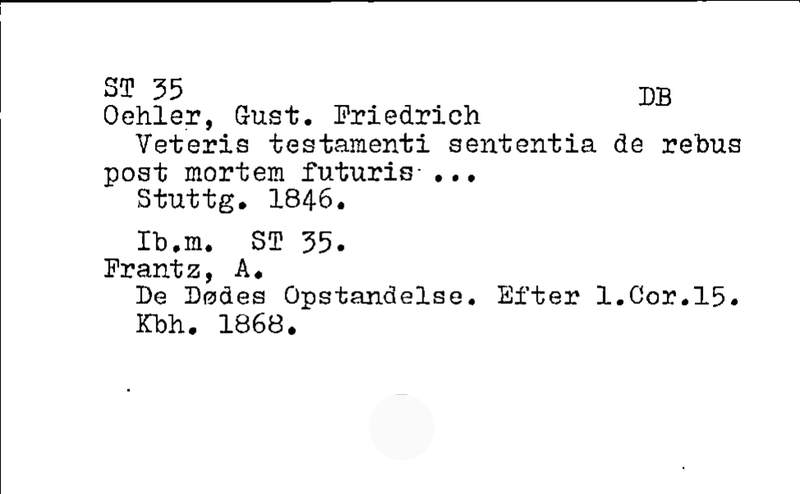 ST 35
DB
Oehler, Gust. Friedrich
Veteris testamenti sententia de rebus
post mortem futuris ...
Stuttg. 1846.
Ib.m. ST 35.
Frantz, A.
De Dødes Opstandelse. Efter 1.Cor.15.
Kbh. 1868.